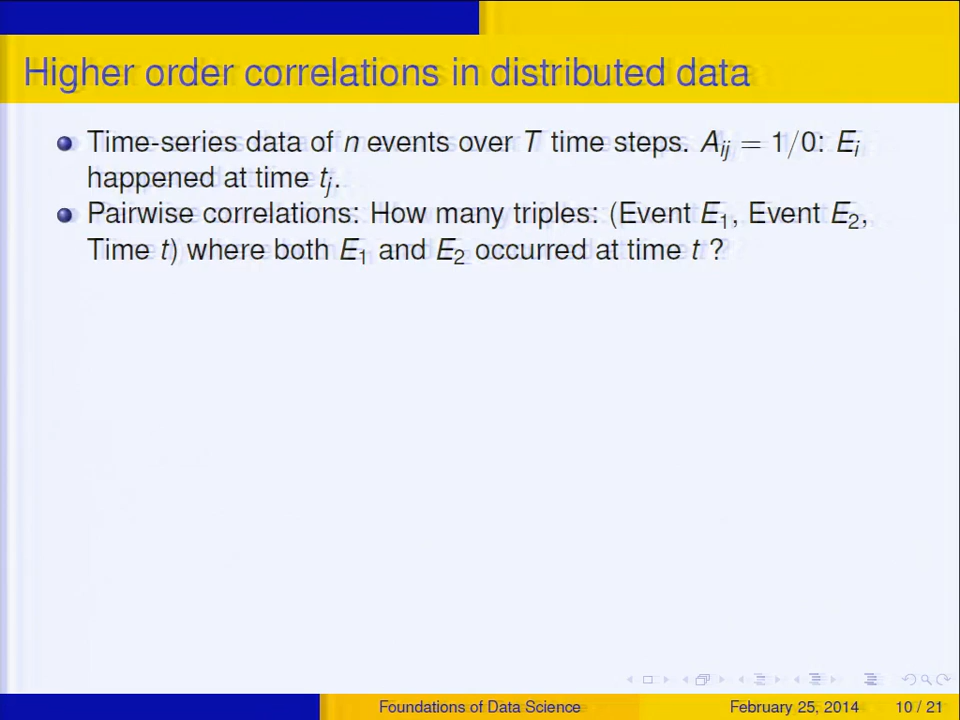 Higher order correlations in distributed data
Time-series data of n events over T time steps. A_ij = 1/0: E_i
happened at time t_j.
Pairwise correlations: How many triples: (Event E_1, Event E_2,
Time t) where both E_1 and E_2 occurred at time t ?
Foundations of Data Science February 25, 2014 10 / 21